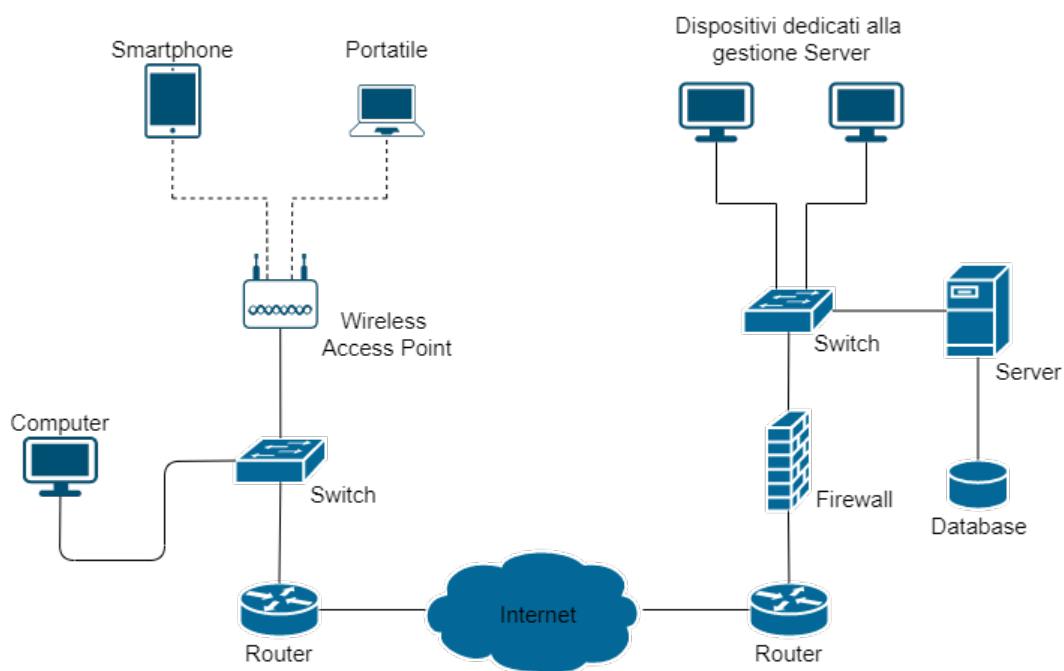 Smartphone
Portatile
Dispositivi dedicati alla
gestione Server
Wireless
Access Point
Switch
Server
Computer
Switch
Firewall
Database
Internet
Router
Router